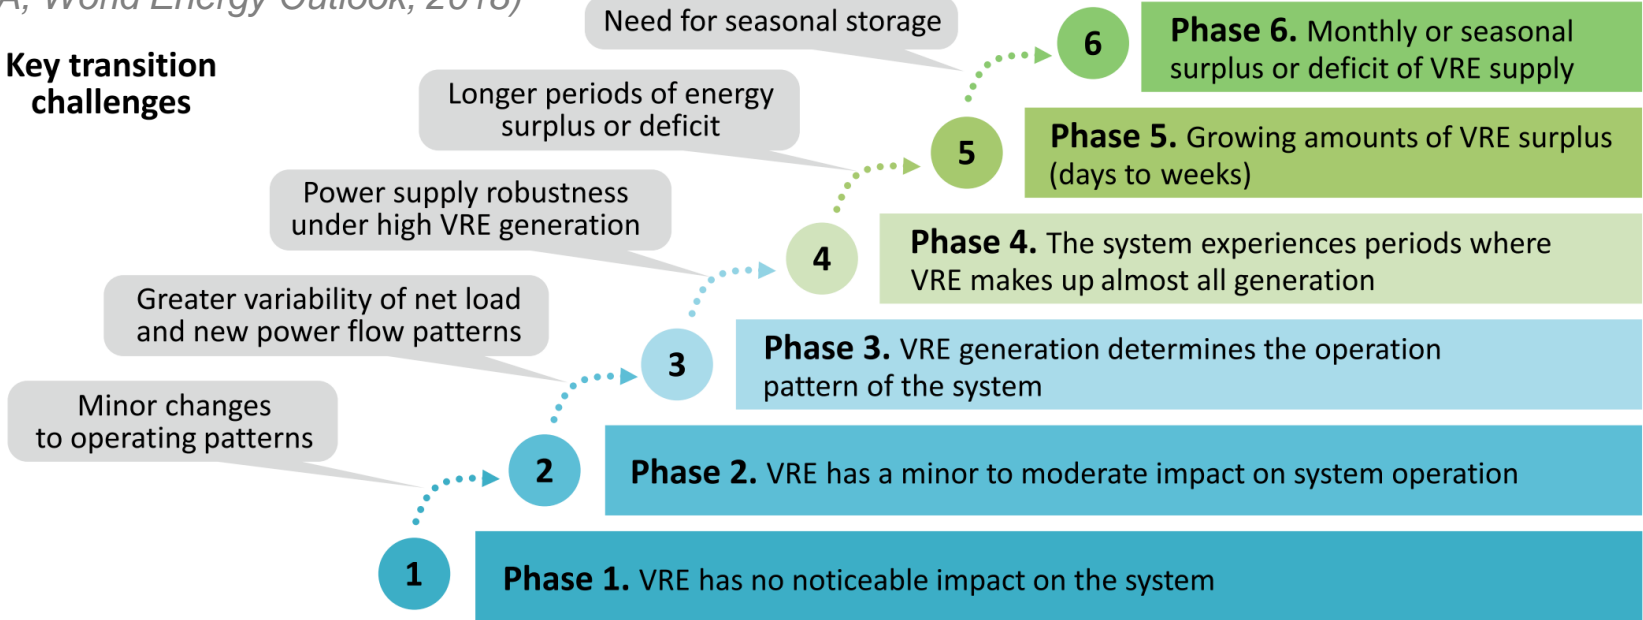 A, World Energy Outlook, 2018)
Key transition
challenges
Need for seasonal storage
6
Phase 6. Monthly or seasonal
surplus or deficit of VRE supply
Longer periods of energy
surplus or deficit
5
Phase 5. Growing amounts of VRE surplus
(days to weeks)
Power supply robustness
under high VRE generation
4
Phase 4. The system experiences periods where
VRE makes up almost all generation
Greater variability of net load
and new power flow patterns
3
Phase 3. VRE generation determines the operation
pattern of the system
Minor changes
to operating patterns
2
Phase 2. VRE has a minor to moderate impact on system operation
1
Phase 1. VRE has no noticeable impact on the system